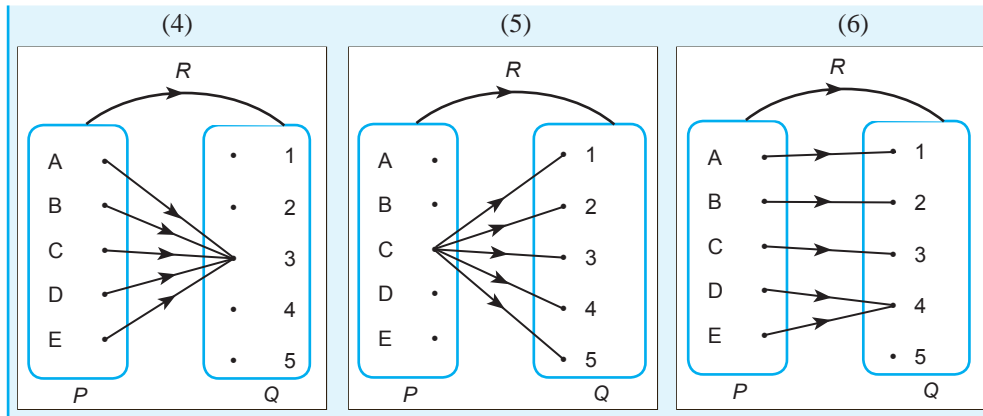 (4) (5) (6)
R R R
A 1 A 1 A 1
B 2 B 2 B 2
C 3 C 3 C 3
D 4 D 4 D 4
E 5 E 5 E 5
P Q P Q P Q